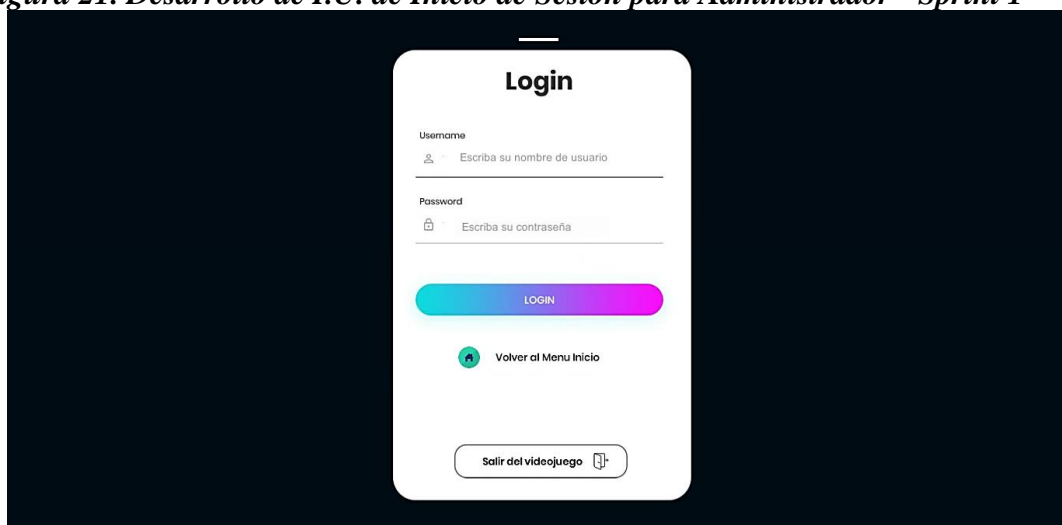 gura 21. Desarrollo de I.U. de Inicio de Sesión para Administrador - Sprint 1
Login
Username
Escriba su nombre de usuario
Password
Escriba su contraseña
LOGIN
Volver al Menu Inicio
Salir del videojuego